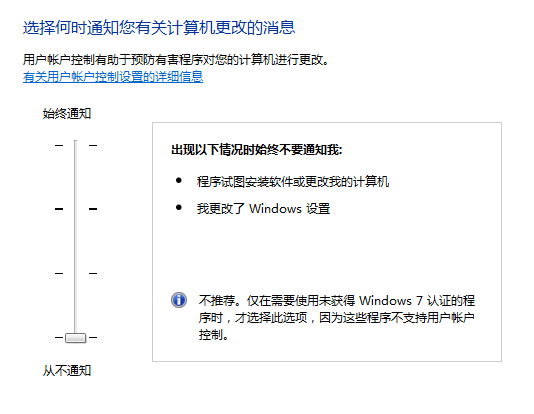 选择何时通知您有关计算机更改的消息
用户帐户控制有助于预防有害程序对您的计算机进行更改。
有关用户帐户控制设置的详细信息
始终通知
出现以下情况时始终不要通知我:
程序试图安装软件或更改我的计算机
我更改了 Windows 设置
不推荐。仅在需要使用未获得 Windows 7 认证的程
序时，才选择此选项，因为这些程序不支持用户帐户
控制。
从不通知